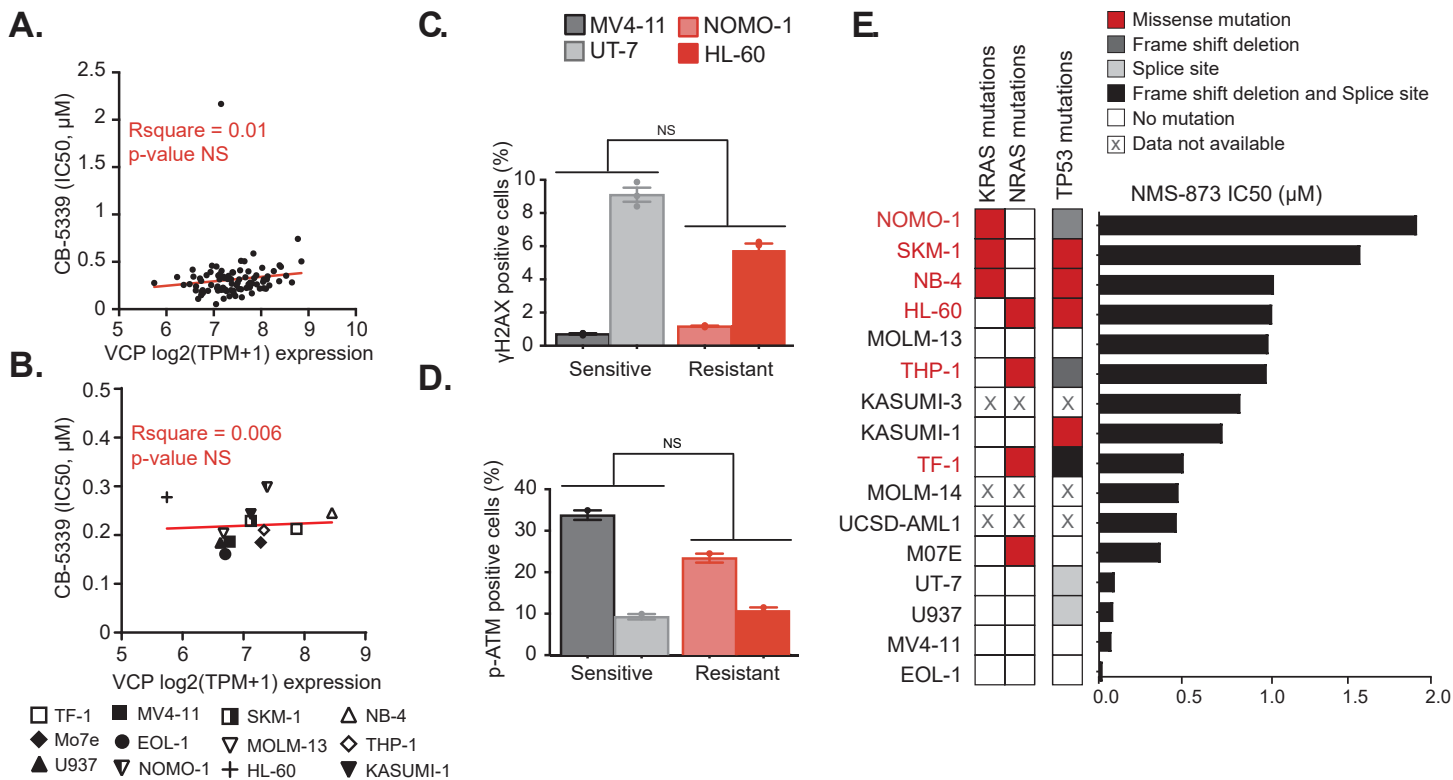 A.
CB-5339 (IC50, µM)
2.5
2
1.5
1
0.5
0
Rsquare = 0.01
p-value NS
5 6 7 8 9 10
VCP log2(TPM+1) expression
B.
CB-5339 (IC50, µM)
0.5
0.4
0.3
0.2
0.1
0
Rsquare = 0.006
p-value NS
5 6 7 8 9
VCP log2(TPM+1) expression
TF-1 MV4-11 SKM-1 NB-4
Mo7e EOL-1 MOLM-13 THP-1
U937 NOMO-1 HL-60 KASUMI-1
C.
MV4-11 NOMO-1
UT-7 HL-60
γH2AX positive cells (%)
NS
10
8
6
4
2
0
Sensitive Resistant
D.
p-ATM positive cells (%)
NS
40
30
20
10
0
Sensitive Resistant
E.
KRAS mutations
NRAS mutations
TP53 mutations
Missense mutation
Frame shift deletion
Splice site
Frame shift deletion and Splice site
No mutation
X Data not available
NMS-873 IC50 (µM)
NOMO-1
SKM-1
NB-4
HL-60
MOLM-13
THP-1
KASUMI-3 X X X
KASUMI-1
TF-1
MOLM-14 X X X
UCSD-AML1 X X X
M07E
UT-7
U937
MV4-11
EOL-1
0.0 0.5 1.0 1.5 2.0